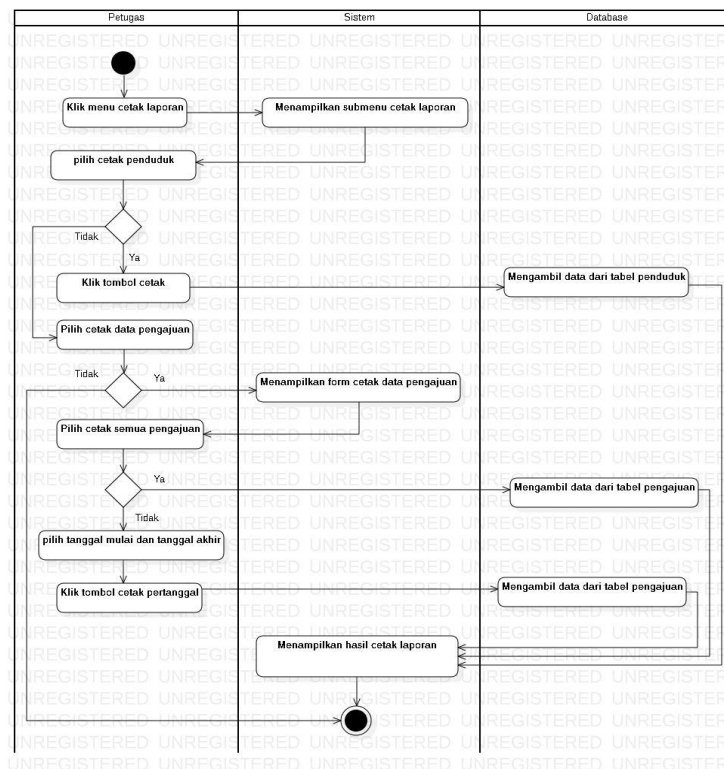 Petugas
Sistem
Database
Klik menu cetak laporan
Menampilkan submenu cetak laporan
pilih cetak penduduk
Tidak
Ya
Klik tombol cetak
Mengambil data dari tabel penduduk
Pilih cetak data pengajuan
Tidak
Ya
Menampilkan form cetak data pengajuan
Pilih cetak semua pengajuan
Ya
Mengambil data dari tabel pengajuan
Tidak
pilih tanggal mulai dan tanggal akhir
Klik tombol cetak pertanggal
Mengambil data dari tabel pengajuan
Menampilkan hasil cetak laporan
UNREGISTERED